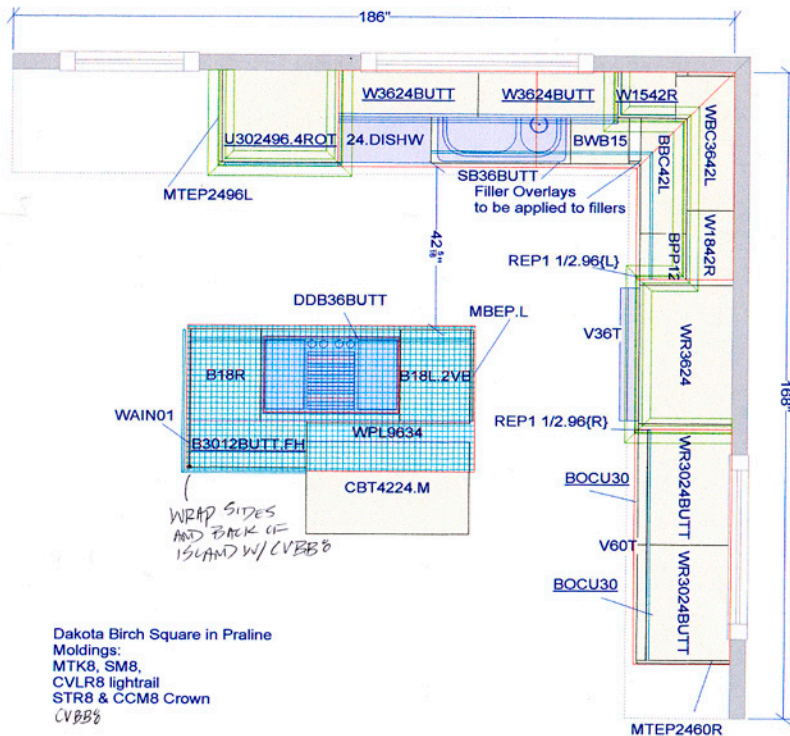 186"
W3624BUTT
W3624BUTT
W1542R
WBC3642L
U302496.4ROT
24.DISHW
BWB15
BBC42L
SB36BUTT
MTEP2496L
Filler Overlays
to be applied to fillers
W1842R
BPP12
42 5/16
REP1 1/2.96{L}
DDB36BUTT
MBEP.L
V36T
WR3624
B18R
B18L.2VB
168"
WAIN01
REP1 1/2.96{R}
WPL9634
B3012BUTT.FH
CBT4224.M
BOCU30
WR3024BUTT
WRAP SIDES
AND BACK OF
ISLAND W/ CVBB8
V60T
BOCU30
WR3024BUTT
Dakota Birch Square in Praline
Moldings:
MTK8, SM8,
CVLR8 lightrail
STR8 & CCM8 Crown
CVBB8
MTEP2460R